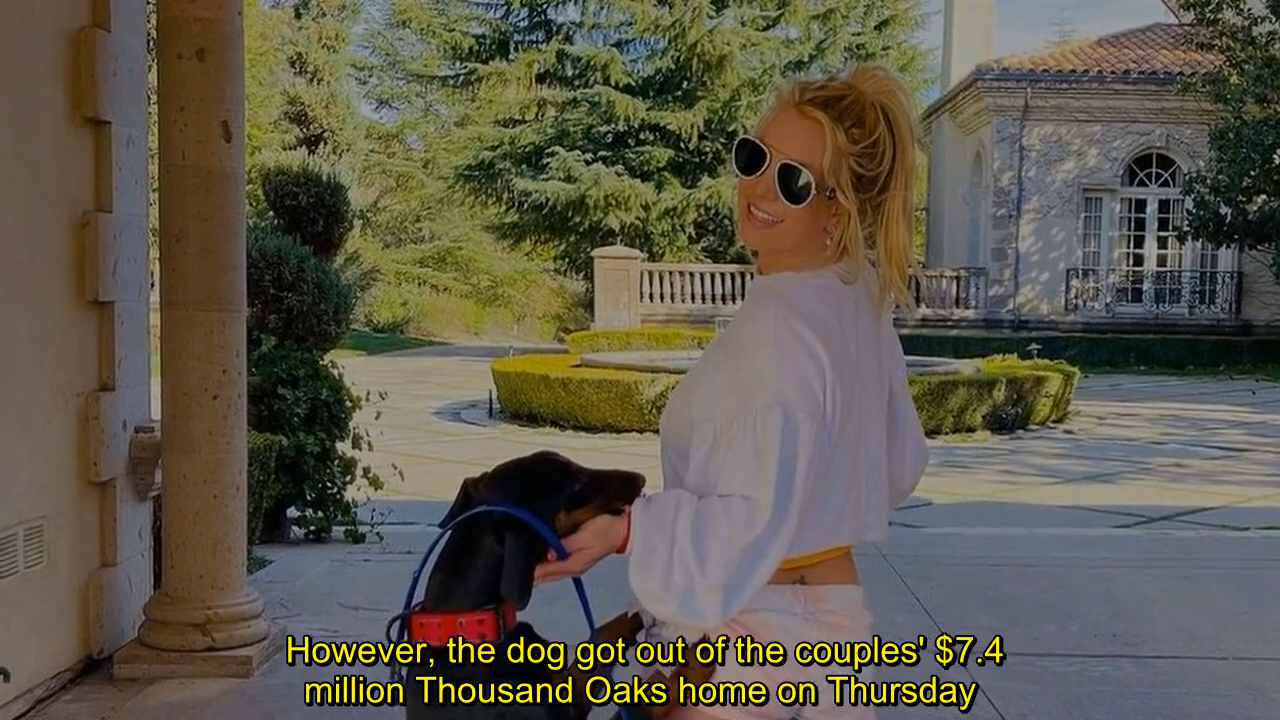 However, the dog got out of the couples' $7.4
million Thousand Oaks home on Thursday